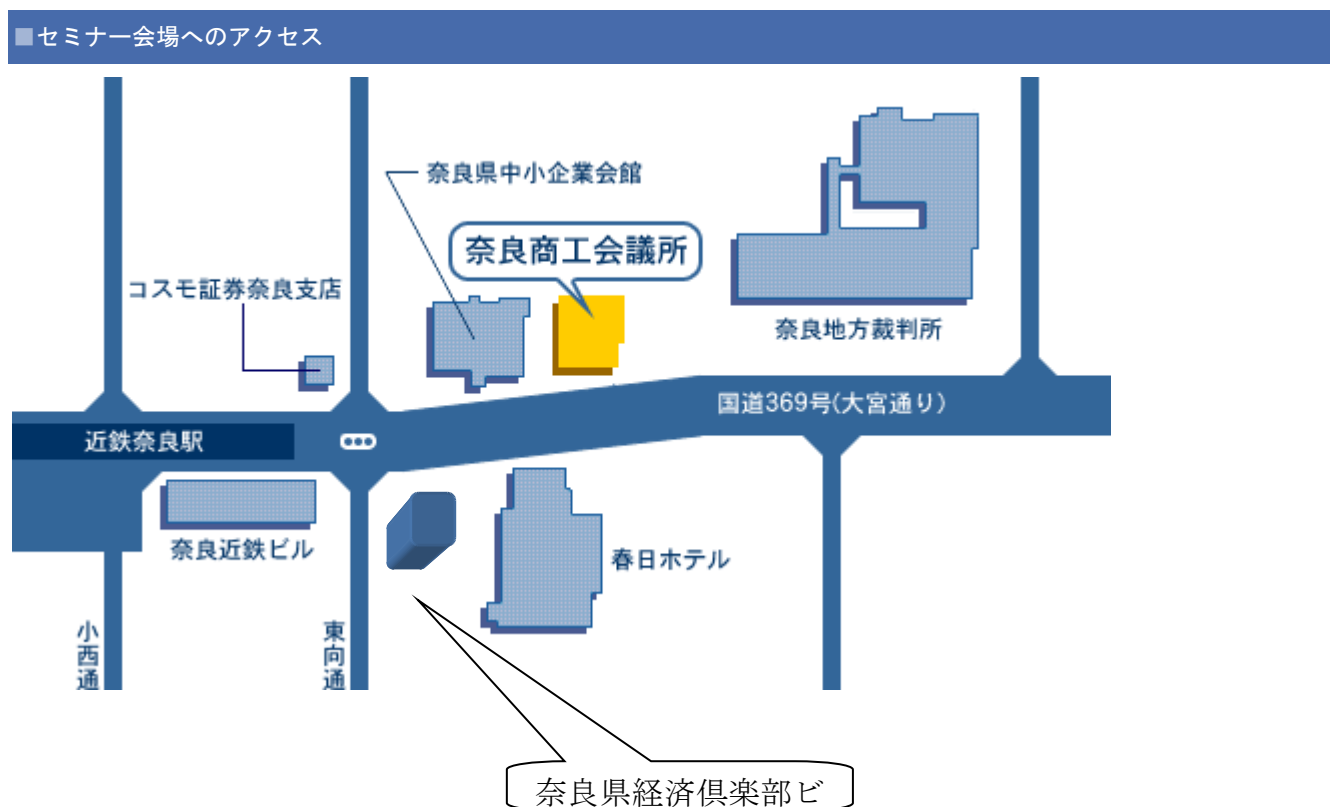 ■セミナー会場へのアクセス
奈良県中小企業会館
奈良商工会議所
コスモ証券奈良支店
奈良地方裁判所
国道369号(大宮通り)
近鉄奈良駅
奈良近鉄ビル
春日ホテル
小西通
東向通
奈良県経済倶楽部ビ